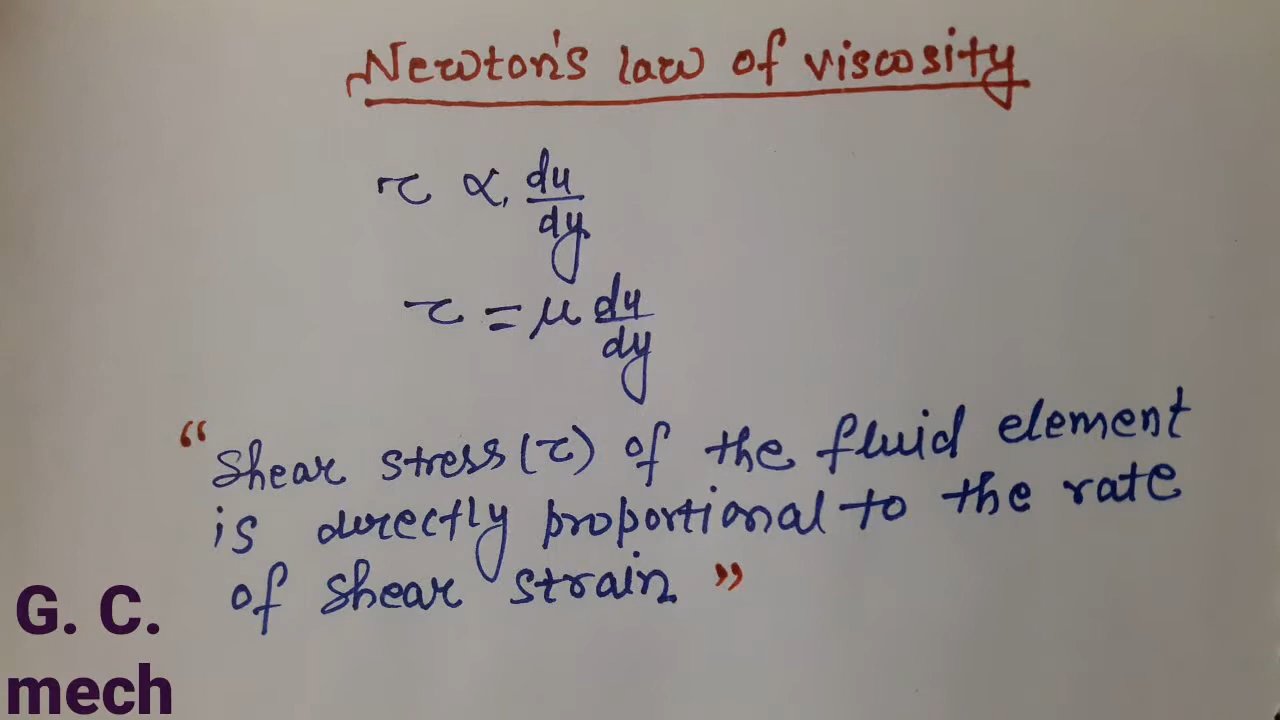 Newton's law of viscosity
τ ∝ du/dy
τ = μ du/dy
“ Shear stress (τ) of the fluid element
is directly proportional to the rate
of shear strain ”
G. C.
mech